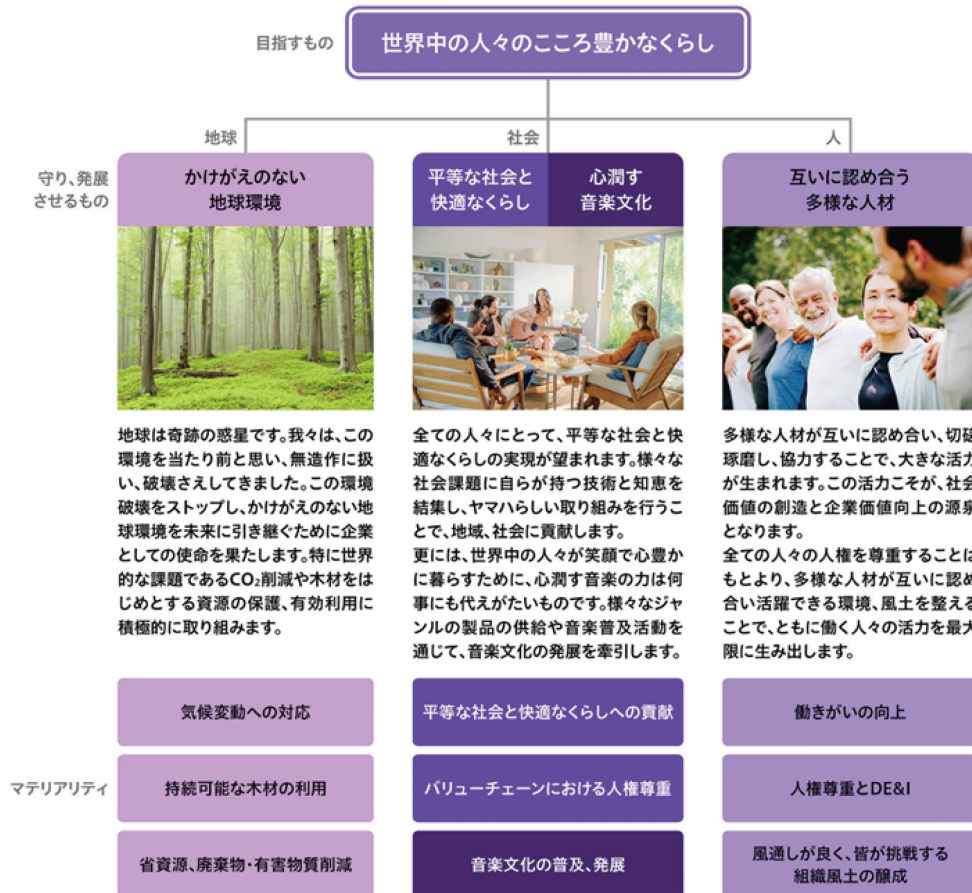 目指すもの
世界中の人々のこころ豊かなくらし
地球
社会
人
守り、発展
させるもの
かけがえのない
地球環境
平等な社会と
快適なくらし
心潤す
音楽文化
互いに認め合う
多様な人材
地球は奇跡の惑星です。我々は、この
環境を当たり前と思い、無造作に扱
い、破壊さえしてきました。この環境
破壊をストップし、かけがえのない地
球環境を未来に引き継ぐために企業
としての使命を果たします。特に世界
的な課題であるCO₂削減や木材をは
じめとする資源の保護、有効利用に
積極的に取り組みます。
全ての人々にとって、平等な社会と快
適なくらしの実現が望まれます。様々な
社会課題に自らが持つ技術と知恵を
結集し、ヤマハらしい取り組みを行うこ
とで、地域、社会に貢献します。
更には、世界中の人々が笑顔で心豊か
に暮らすために、心潤す音楽の力は何
事にも代えがたいものです。様々なジャ
ンルの製品の供給や音楽普及活動を
通じて、音楽文化の発展を牽引します。
多様な人材が互いに認め合い、切磋
琢磨し、協力することで、大きな活力
が生まれます。この活力こそが、社会
価値の創造と企業価値向上の源泉
となります。
全ての人々の人権を尊重することは
もとより、多様な人材が互いに認め
合い活躍できる環境、風土を整える
ことで、ともに働く人々の活力を最大
限に生み出します。
マテリアリティ
気候変動への対応
持続可能な木材の利用
省資源、廃棄物・有害物質削減
平等な社会と快適なくらしへの貢献
バリューチェーンにおける人権尊重
音楽文化の普及、発展
働きがいの向上
人権尊重とDE&I
風通しが良く、皆が挑戦する
組織風土の醸成